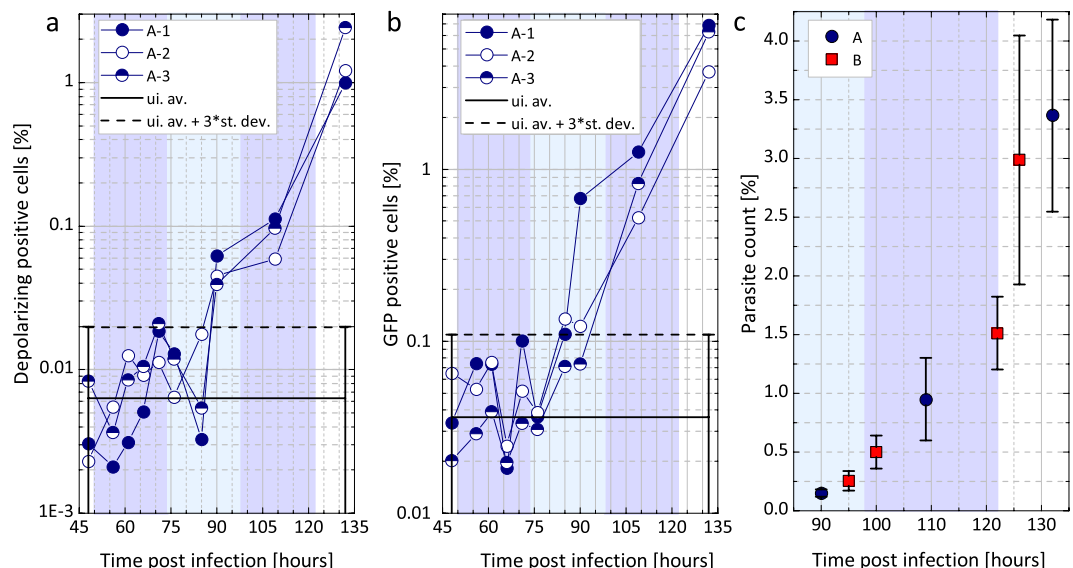 a
A-1
A-2
A-3
ui. av.
ui. av. + 3*st. dev.
Depolarizing positive cells [%]
1
0.1
0.01
1E-3
45 60 75 90 105 120 135
Time post infection [hours]
b
A-1
A-2
A-3
ui. av.
ui. av. + 3*st. dev.
GFP positive cells [%]
1
0.1
0.01
45 60 75 90 105 120 135
Time post infection [hours]
c
A
B
Parasite count [%]
4.0
3.5
3.0
2.5
2.0
1.5
1.0
0.5
0.0
90 100 110 120 130
Time post infection [hours]